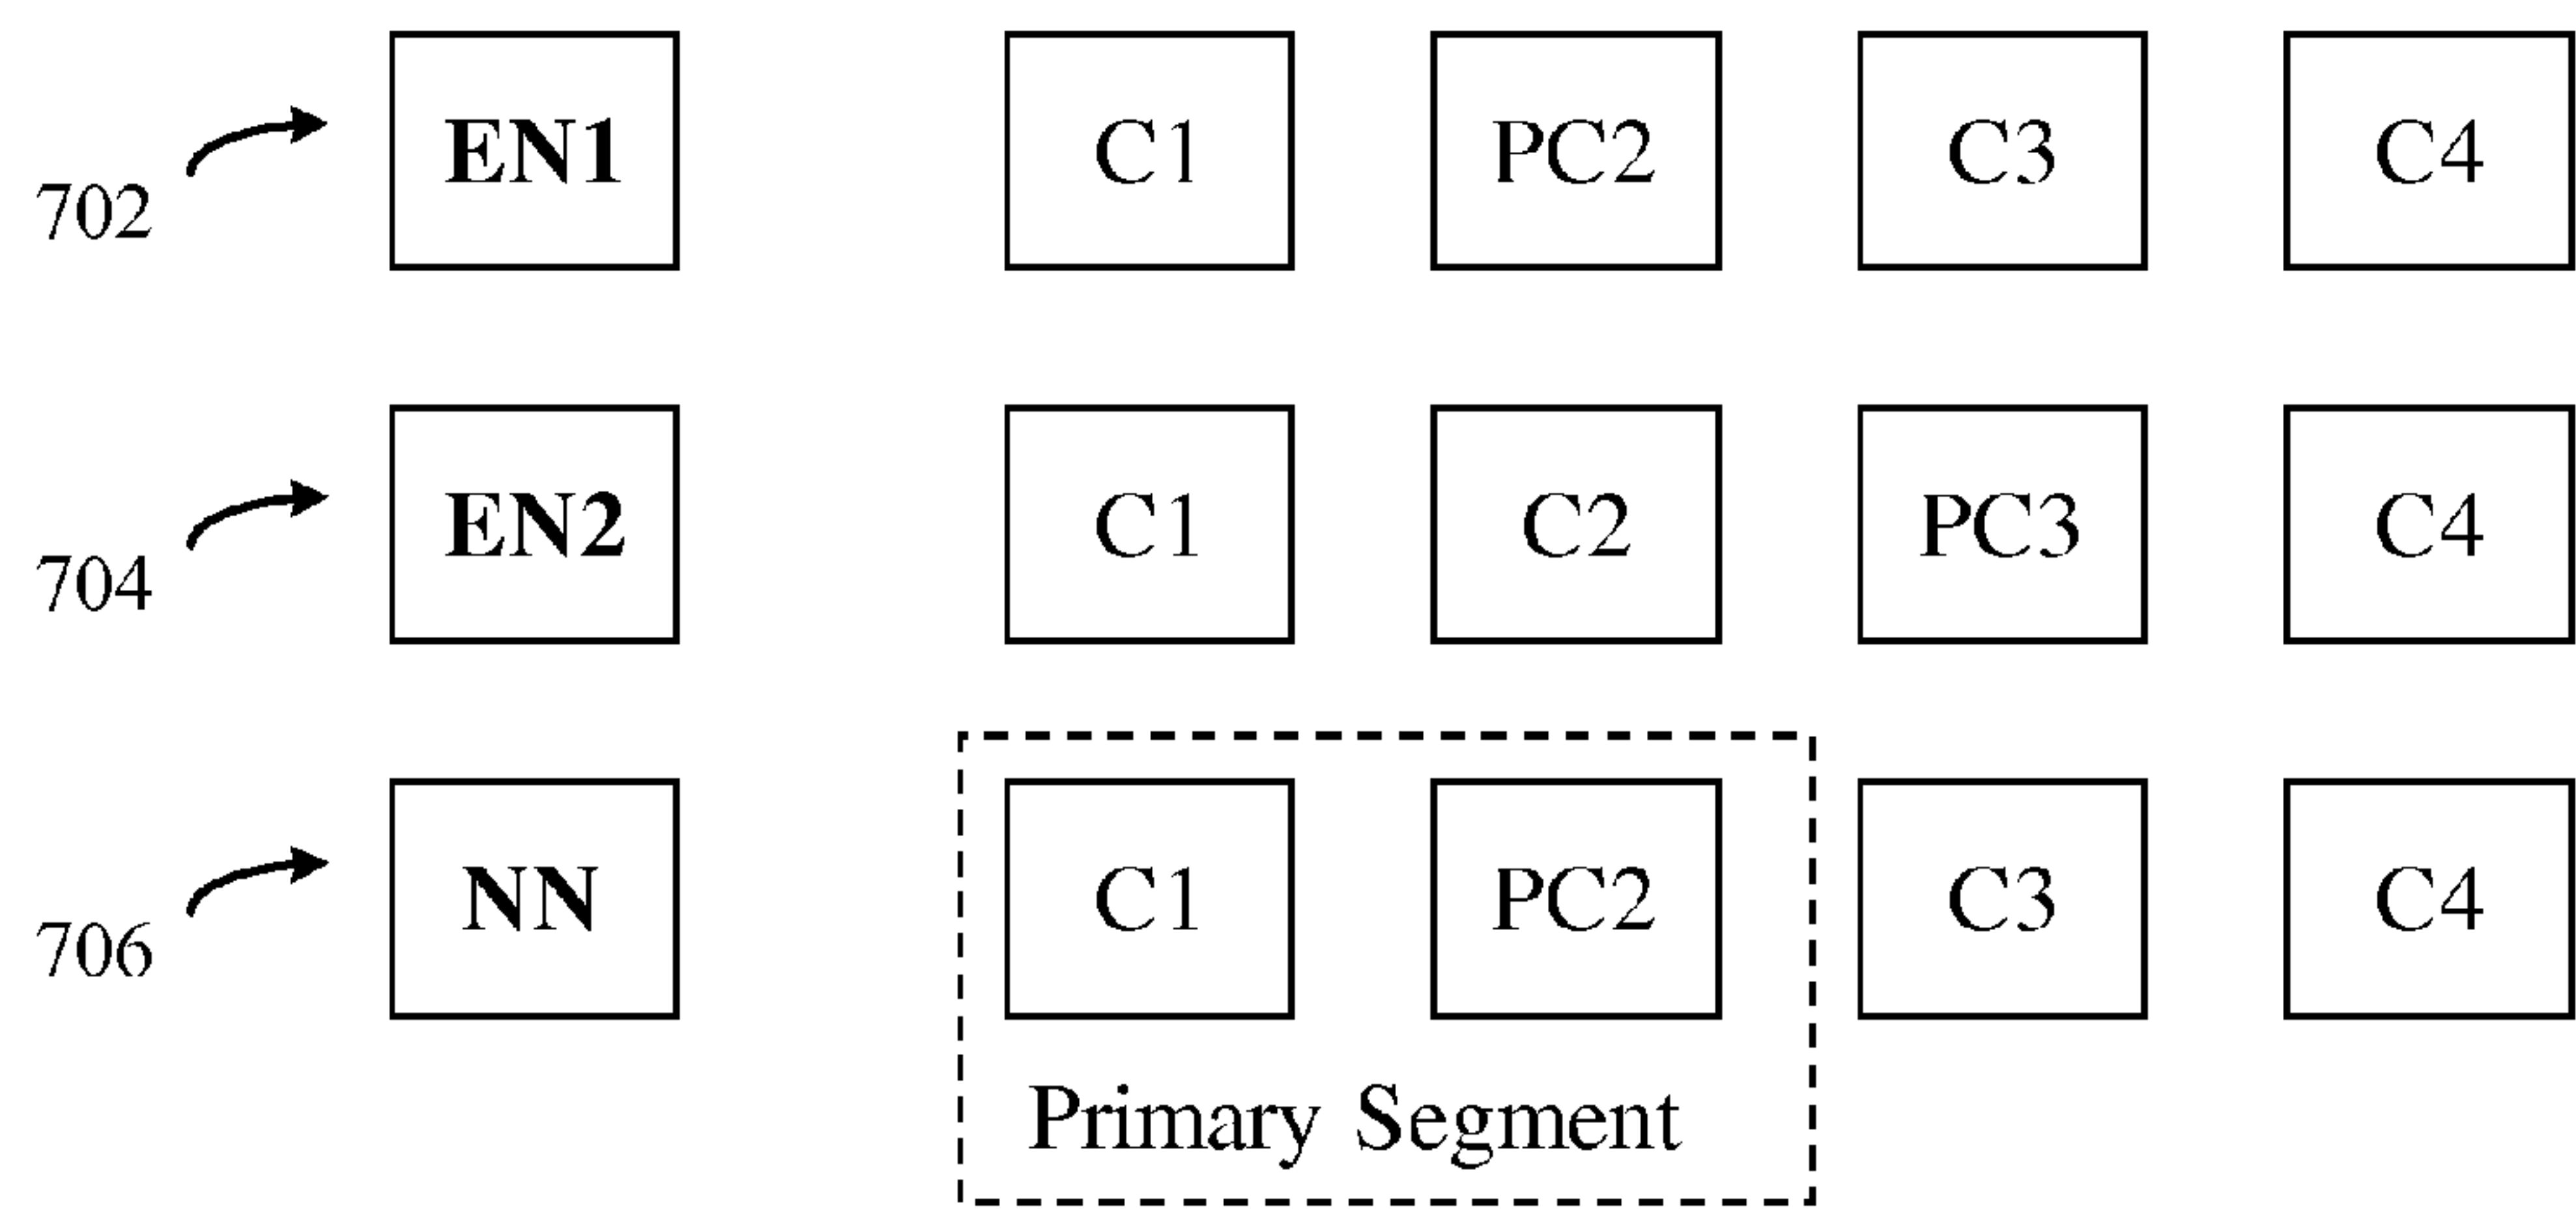 702 EN1 C1 PC2 C3 C4
704 EN2 C1 C2 PC3 C4
706 NN C1 PC2 C3 C4
Primary Segment